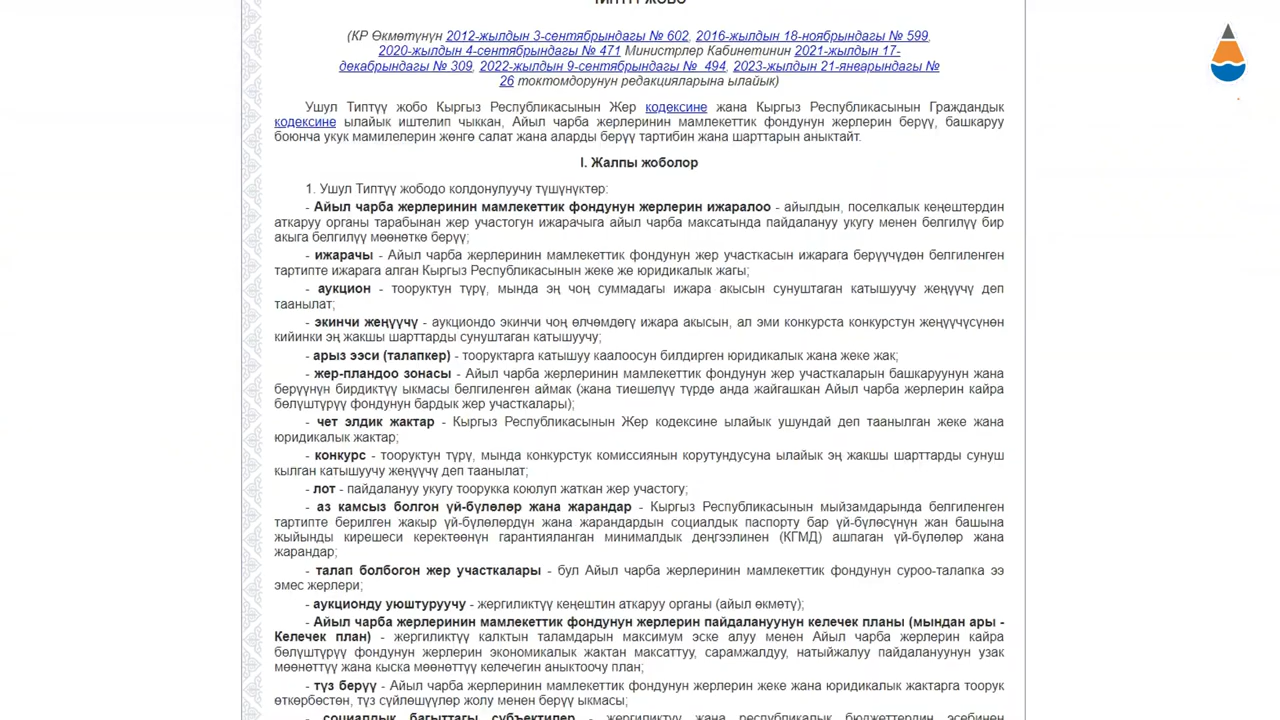 ТИПТҮҮ ЖОБО
(КР Өкмөтүнүн 2012-жылдын 3-сентябрындагы № 602, 2016-жылдын 18-ноябрындагы № 599,
2020-жылдын 4-сентябрындагы № 471 Министрлер Кабинетинин 2021-жылдын 17-
декабрындагы № 309, 2022-жылдын 9-сентябрындагы № 494, 2023-жылдын 21-январындагы №
26 токтомдорунун редакцияларына ылайык)
Ушул Типтүү жобо Кыргыз Республикасынын Жер кодексине жана Кыргыз Республикасынын Граждандык
кодексине ылайык иштелип чыккан, Айыл чарба жерлеринин мамлекеттик фондунун жерлерин берүү, башкаруу
боюнча укук мамилелерин жөнгө салат жана аларды берүү тартибин жана шарттарын аныктайт.
I. Жалпы жоболор
1. Ушул Типтүү жободо колдонулуучу түшүнүктөр:
- Айыл чарба жерлеринин мамлекеттик фондунун жерлерин ижаралоо - айылдын, поселкалык кеңештердин
аткаруу органы тарабынан жер участогун ижарачыга айыл чарба максатында пайдалануу укугу менен белгилүү бир
акыга белгилүү мөөнөткө берүү;
- ижарачы - Айыл чарба жерлеринин мамлекеттик фондунун жер участкасын ижарага берүүчүдөн белгиленген
тартипте ижарага алган Кыргыз Республикасынын жеке же юридикалык жагы;
- аукцион - тооруктун түрү, мында эң чоң суммадагы ижара акысын сунуштаган катышуучу жеңүүчү деп
таанылат;
- экинчи жеңүүчү - аукциондо экинчи чоң өлчөмдөгү ижара акысын, ал эми конкурста конкурстун жеңүүчүсүнөн
кийинки эң жакшы шарттарды сунуштаган катышуучу;
- арыз ээси (талапкер) - тооруктарга катышуу каалоосун билдирген юридикалык жана жеке жак;
- жер-пландоо зонасы - Айыл чарба жерлеринин мамлекеттик фондунун жер участкаларын башкаруунун жана
берүүнүн бирдиктүү ыкмасы белгиленген аймак (жана тиешелүү түрдө анда жайгашкан Айыл чарба жерлерин кайра
бөлүштүрүү фондунун бардык жер участкалары);
- чет элдик жактар - Кыргыз Республикасынын Жер кодексине ылайык ушундай деп таанылган жеке жана
юридикалык жактар;
- конкурс - тооруктун түрү, мында конкурстук комиссиянын корутундусуна ылайык эң жакшы шарттарды сунуш
кылган катышуучу жеңүүчү деп таанылат;
- лот - пайдалануу укугу тоорукка коюлуп жаткан жер участогу;
- аз камсыз болгон үй-бүлөлөр жана жарандар - Кыргыз Республикасынын мыйзамдарында белгиленген
тартипте берилген жакыр үй-бүлөлөрдүн жана жарандардын социалдык паспорту бар үй-бүлөсүнүн жан башына
жыйынды кирешеси керектөөнүн гарантияланган минималдык деңгээлинен (КГМД) ашпаган үй-бүлөлөр жана
жарандар;
- талап болбогон жер участкалары - бул Айыл чарба жерлеринин мамлекеттик фондунун суроо-талапка ээ
эмес жерлери;
- аукционду уюштуруучу - жергиликтүү кеңештин аткаруу органы (айыл өкмөтү);
- Айыл чарба жерлеринин мамлекеттик фондунун жерлерин пайдалануунун келечек планы (мындан ары -
Келечек план) - жергиликтүү калктын таламдарын максимум эске алуу менен Айыл чарба жерлерин кайра
бөлүштүрүү фондунун жерлерин экономикалык жактан максаттуу, сарамжалдуу, натыйжалуу пайдалануунун узак
мөөнөттүү жана кыска мөөнөттүү келечегин аныктоочу план;
- түз берүү - Айыл чарба жерлеринин мамлекеттик фондунун жерлерин жеке жана юридикалык жактарга тоорук
өткөрбөстөн, түз сүйлөшүүлөр жолу менен берүү ыкмасы;
- социалдык багыттагы субъектилер - жергиликтүү жана республикалык бюджеттердин эсебинен